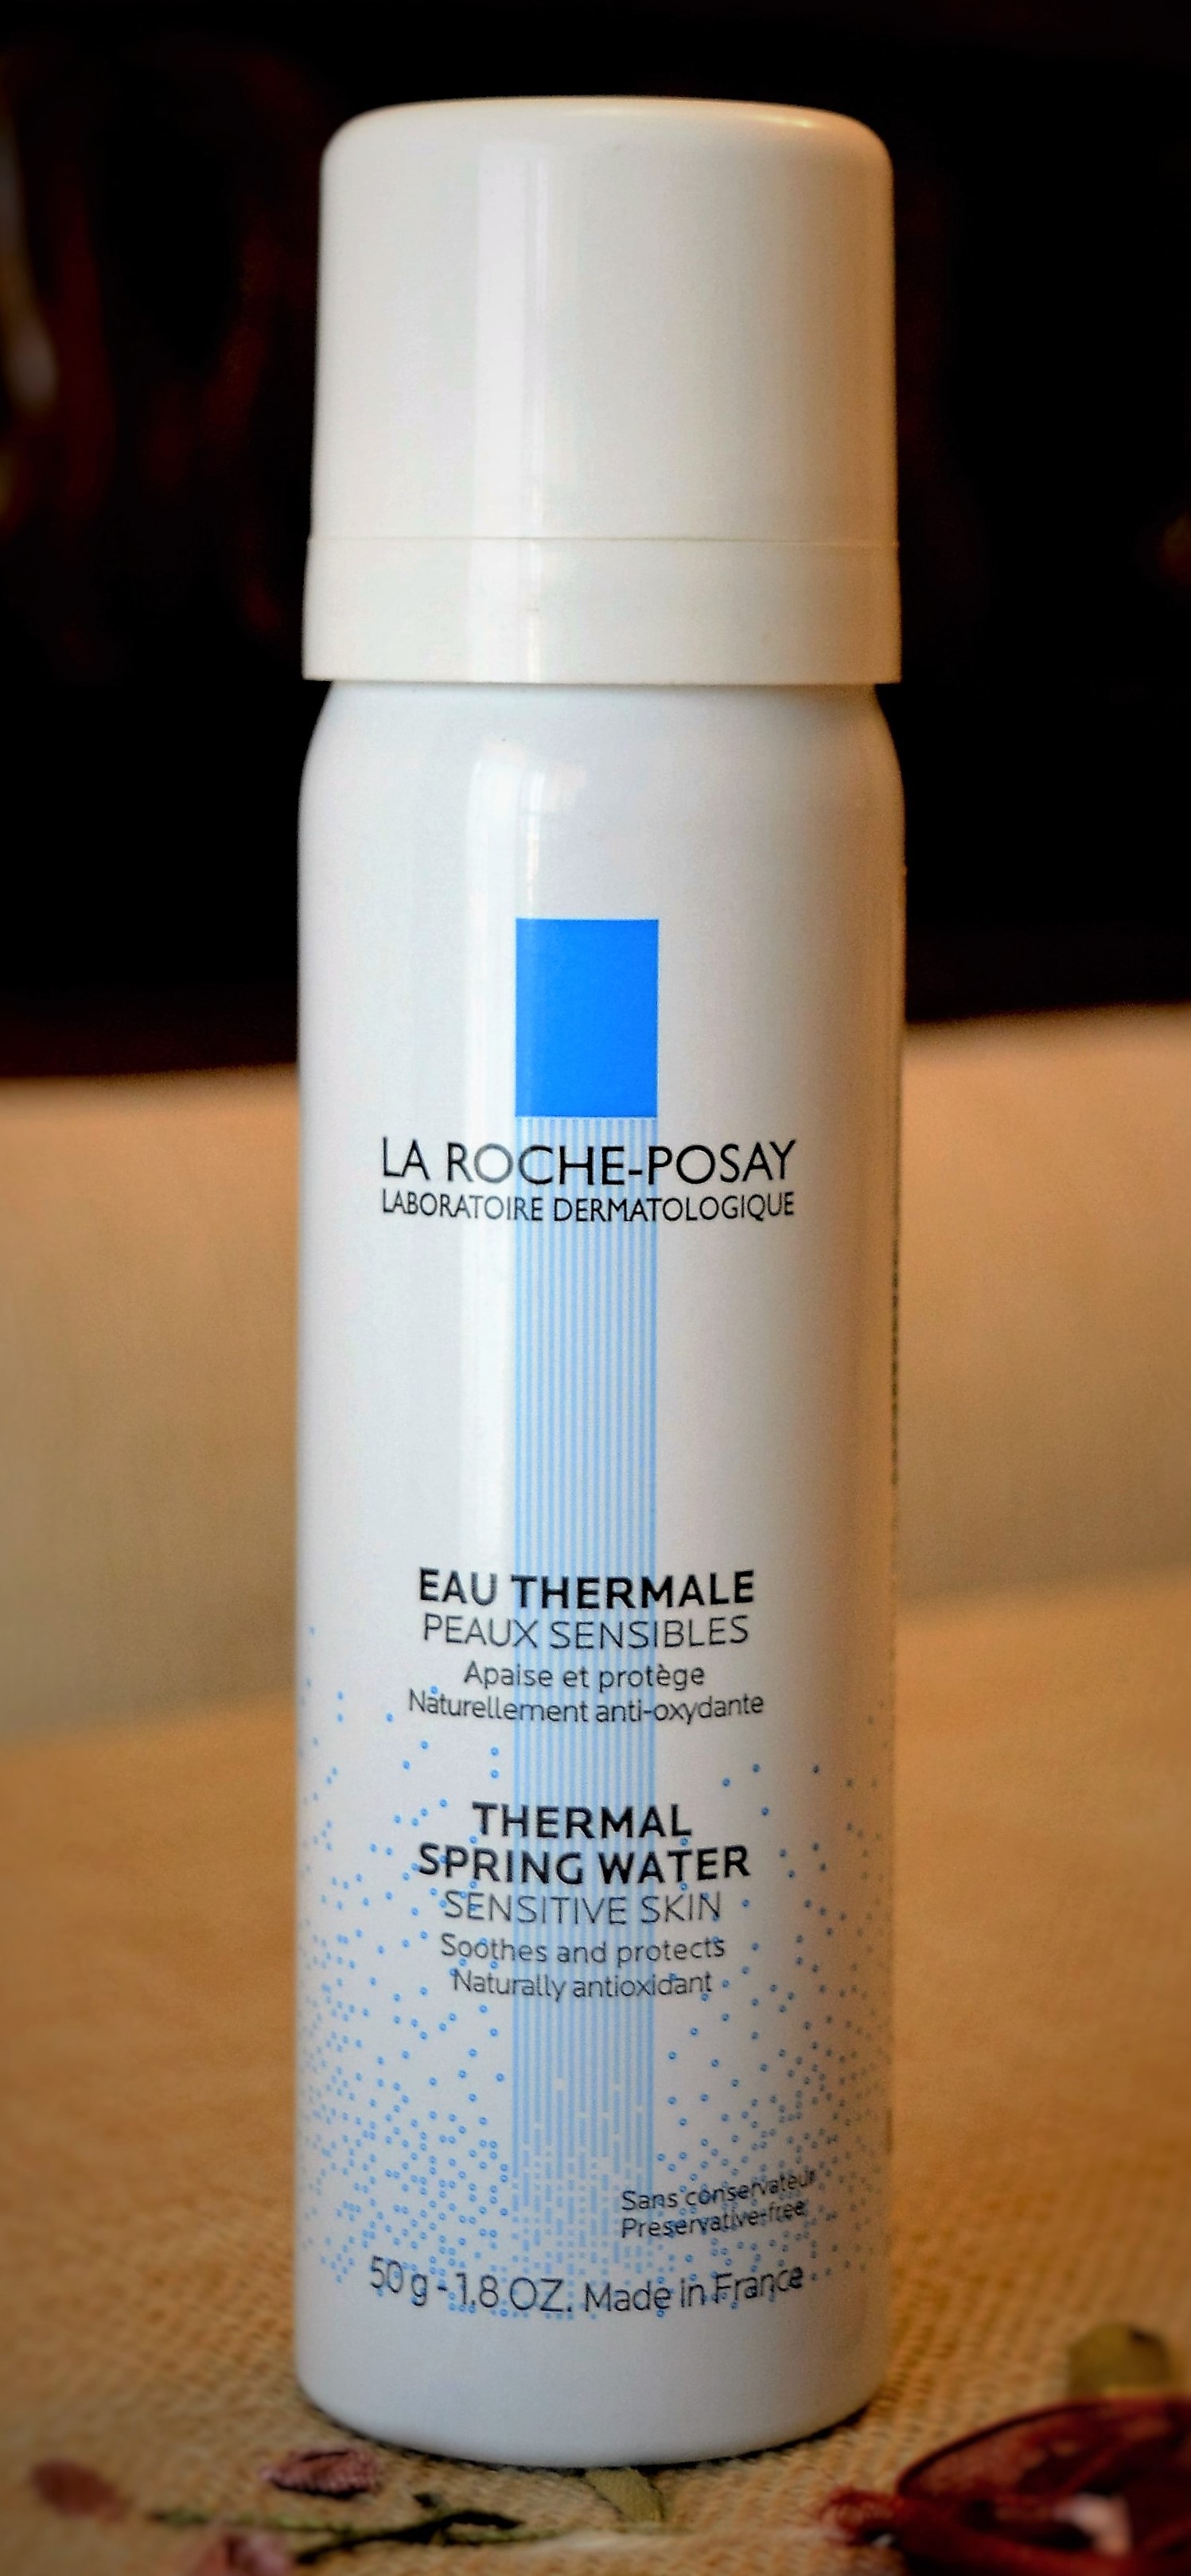 LA ROCHE-POSAY
LABORATOIRE DERMATOLOGIQUE
EAU THERMALE
PEAUX SENSIBLES
Apaise et protège
Naturellement anti-oxydante
THERMAL
SPRING WATER
SENSITIVE SKIN
Soothes and protects
Naturally antioxidant
Sans conservateur
Preservative-free
50 g - 1.8 OZ. Made in France